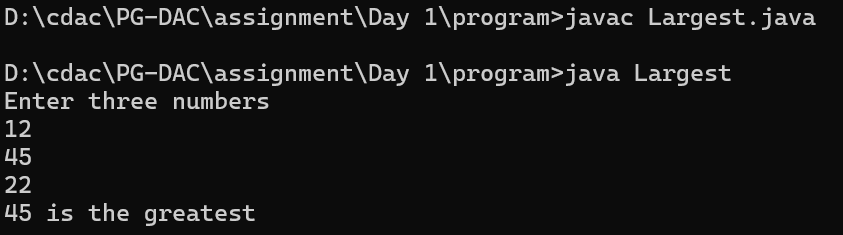 D:\cdac\PG-DAC\assignment\Day 1\program>javac Largest.java
D:\cdac\PG-DAC\assignment\Day 1\program>java Largest
Enter three numbers
12
45
22
45 is the greatest